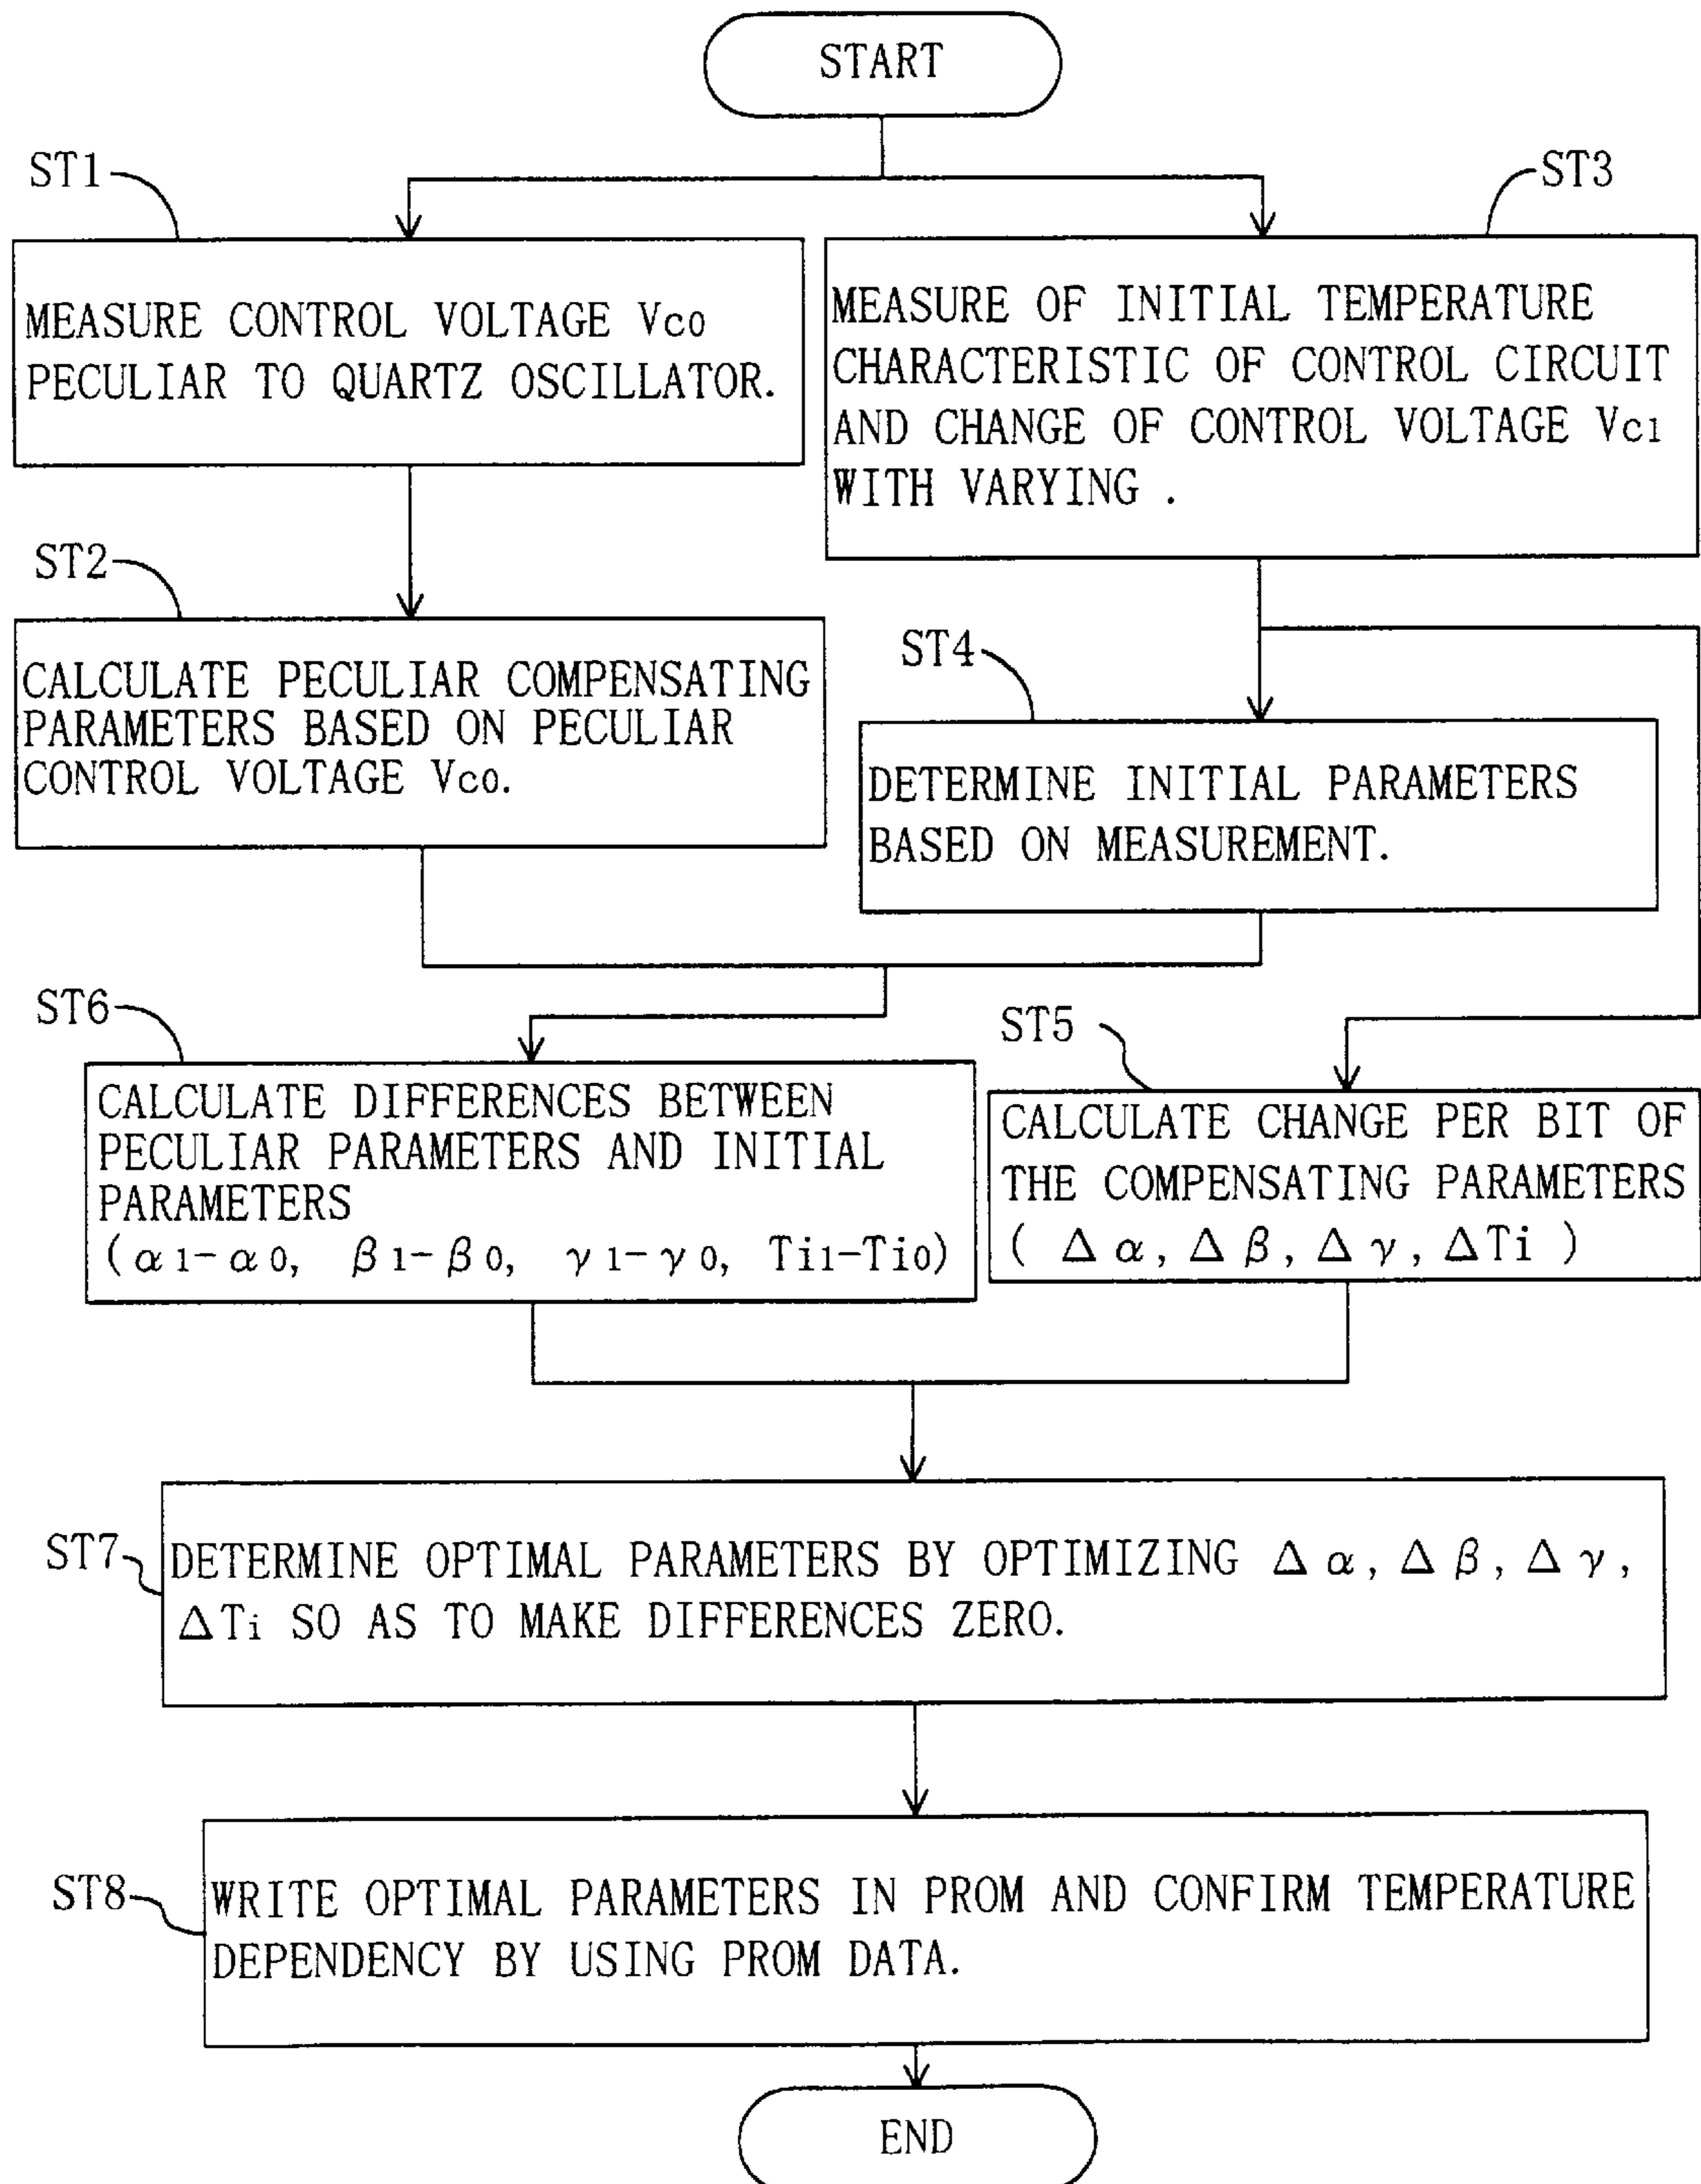 START
ST1
ST3
MEASURE CONTROL VOLTAGE Vc0
PECULIAR TO QUARTZ OSCILLATOR.
MEASURE OF INITIAL TEMPERATURE
CHARACTERISTIC OF CONTROL CIRCUIT
AND CHANGE OF CONTROL VOLTAGE Vc1
WITH VARYING .
ST2
CALCULATE PECULIAR COMPENSATING
PARAMETERS BASED ON PECULIAR
CONTROL VOLTAGE Vc0.
ST4
DETERMINE INITIAL PARAMETERS
BASED ON MEASUREMENT.
ST6
CALCULATE DIFFERENCES BETWEEN
PECULIAR PARAMETERS AND INITIAL
PARAMETERS
(α1-α0, β1-β0, γ1-γ0, Ti1-Ti0)
ST5
CALCULATE CHANGE PER BIT OF
THE COMPENSATING PARAMETERS
( Δα, Δβ, Δγ, ΔTi )
ST7
DETERMINE OPTIMAL PARAMETERS BY OPTIMIZING Δα, Δβ, Δγ,
ΔTi SO AS TO MAKE DIFFERENCES ZERO.
ST8
WRITE OPTIMAL PARAMETERS IN PROM AND CONFIRM TEMPERATURE
DEPENDENCY BY USING PROM DATA.
END